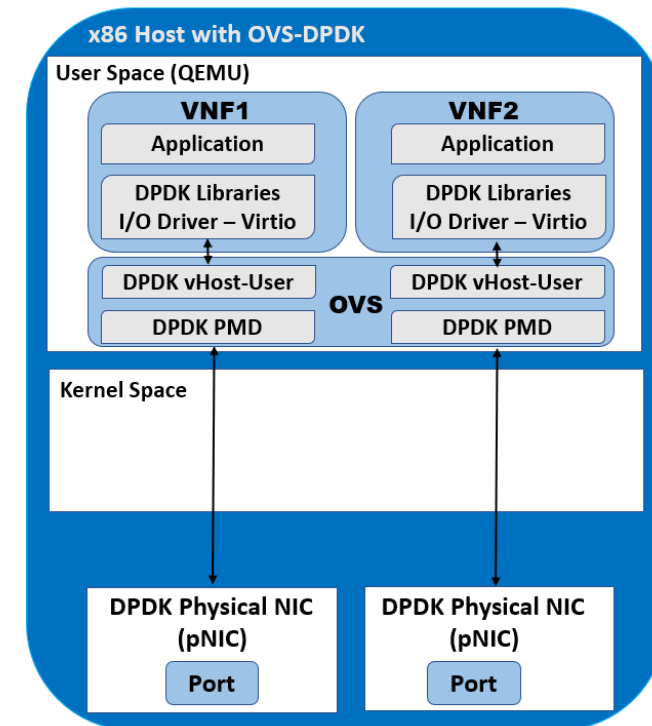 x86 Host with OVS-DPDK
User Space (QEMU)
VNF1
Application
DPDK Libraries
I/O Driver – Virtio
VNF2
Application
DPDK Libraries
I/O Driver – Virtio
DPDK vHost-User
DPDK PMD
OVS
DPDK vHost-User
DPDK PMD
Kernel Space
DPDK Physical NIC
(pNIC)
Port
DPDK Physical NIC
(pNIC)
Port